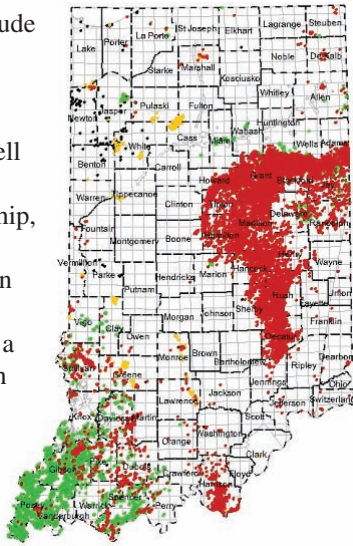 ude
ell
ship,
n
a
n
St Joseph
Elkhart
Lagrange
Steuben
La Porte
Porter
Lake
Noble
De Kalb
Marshall
Starke
Kosciusko
Whitley
Allen
Pulaski
Fulton
Jasper
Newton
Huntington
Wabash
Miami
Cass
White
Wells
Adams
Benton
Carroll
Grant
Blackford
Jay
Howard
Warren
Tippecanoe
Clinton
Tipton
Delaware
Randolph
Madison
Fountain
Montgomery
Boone
Hamilton
Henry
Wayne
Vermillion
Parke
Hendricks
Marion
Hancock
Putnam
Rush
Fayette
Union
Johnson
Shelby
Morgan
Franklin
Vigo
Clay
Owen
Decatur
Monroe
Brown
Bartholomew
Dearborn
Ripley
Sullivan
Greene
Jennings
Ohio
Jackson
Lawrence
Jefferson
Switzerland
Knox
Daviess
Martin
Scott
Washington
Orange
Clark
Pike
Dubois
Gibson
Crawford
Floyd
Harrison
Spencer
Perry
Warrick
Posey
Vanderburgh